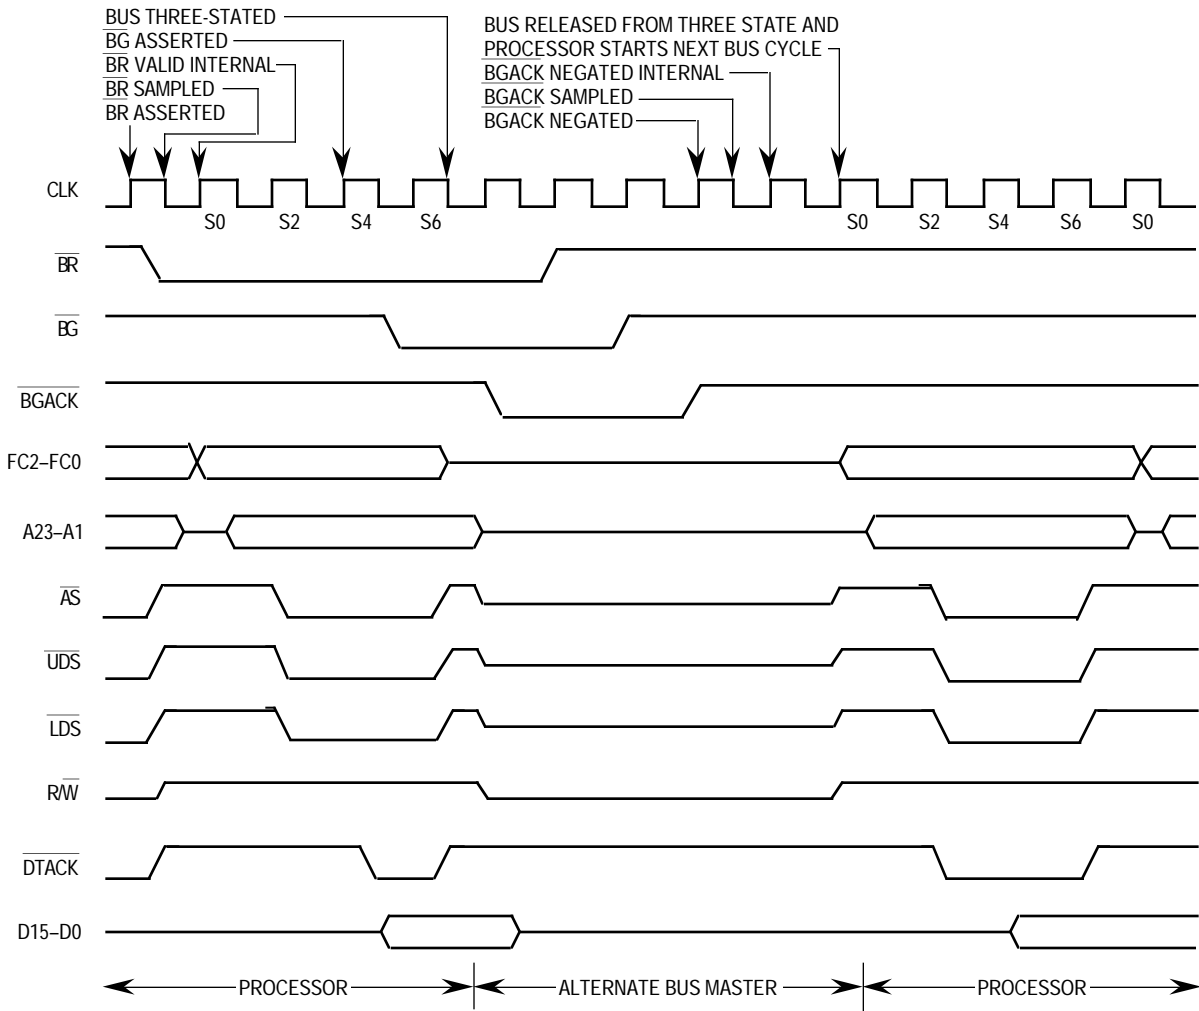 BUS THREE-STATED
BG ASSERTED
BR VALID INTERNAL
BR SAMPLED
BR ASSERTED
BUS RELEASED FROM THREE STATE AND
PROCESSOR STARTS NEXT BUS CYCLE
BGACK NEGATED INTERNAL
BGACK SAMPLED
BGACK NEGATED
CLK
S0 S2 S4 S6 S0 S2 S4 S6 S0
BR
BG
BGACK
FC2–FC0
A23–A1
AS
UDS
LDS
R/W
DTACK
D15–D0
PROCESSOR ALTERNATE BUS MASTER PROCESSOR